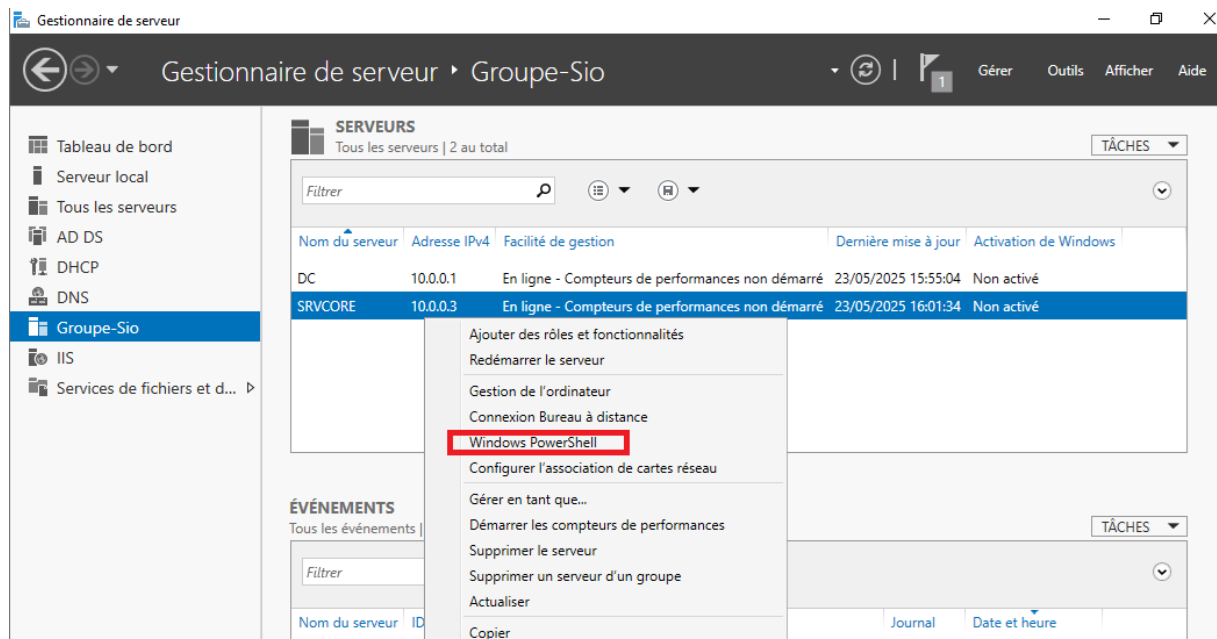 Gestionnaire de serveur
Gestionnaire de serveur ‣ Groupe-Sio
1
Gérer Outils Afficher Aide
Tableau de bord
Serveur local
Tous les serveurs
AD DS
DHCP
DNS
Groupe-Sio
IIS
Services de fichiers et d...
SERVEURS
Tous les serveurs | 2 au total
TÂCHES
Filtrer
Nom du serveur Adresse IPv4 Facilité de gestion Dernière mise à jour Activation de Windows
DC 10.0.0.1 En ligne - Compteurs de performances non démarré 23/05/2025 15:55:04 Non activé
SRVCORE 10.0.0.3 En ligne - Compteurs de performances non démarré 23/05/2025 16:01:34 Non activé
Ajouter des rôles et fonctionnalités
Redémarrer le serveur
Gestion de l'ordinateur
Connexion Bureau à distance
Windows PowerShell
Configurer l'association de cartes réseau
Gérer en tant que...
Démarrer les compteurs de performances
Supprimer le serveur
Supprimer un serveur d'un groupe
Actualiser
Copier
ÉVÉNEMENTS
Tous les événements |
TÂCHES
Filtrer
Nom du serveur ID Journal Date et heure